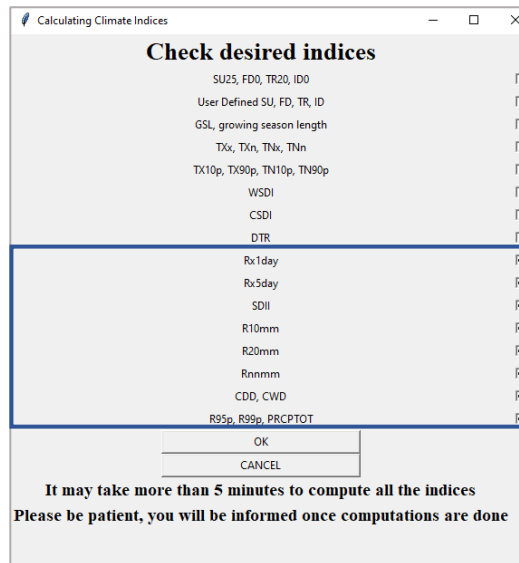 Calculating Climate Indices
Check desired indices
SU25, FD0, TR20, ID0
User Defined SU, FD, TR, ID
GSL, growing season length
TXx, TXn, TNx, TNn
TX10p, TX90p, TN10p, TN90p
WSDI
CSDI
DTR
Rx1day
Rx5day
SDII
R10mm
R20mm
Rnnmm
CDD, CWD
R95p, R99p, PRCPTOT
OK
CANCEL
It may take more than 5 minutes to compute all the indices
Please be patient, you will be informed once computations are done